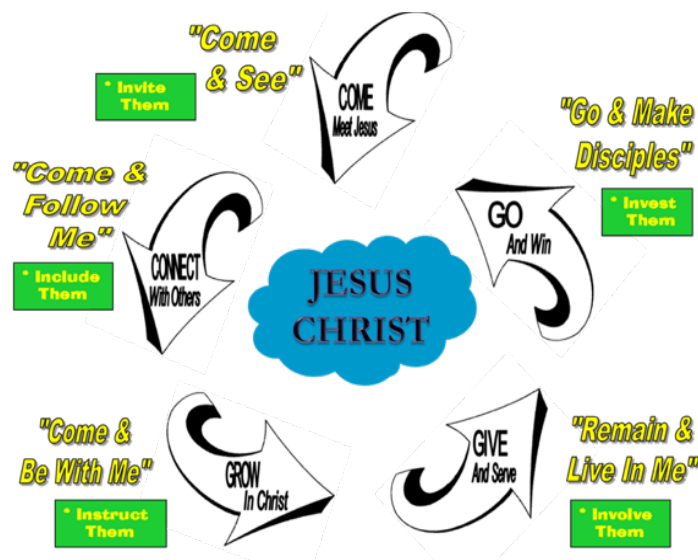 "Come
& See"
* Invite
Them
COME
Meet Jesus
"Come &
Follow
Me"
* Include
Them
CONNECT
With Others
"Come &
Be With Me"
* Instruct
Them
GROW
In Christ
GIVE
And Serve
"Remain &
Live In Me"
* Involve
Them
GO
And Win
"Go & Make
Disciples"
* Invest
Them
JESUS
CHRIST